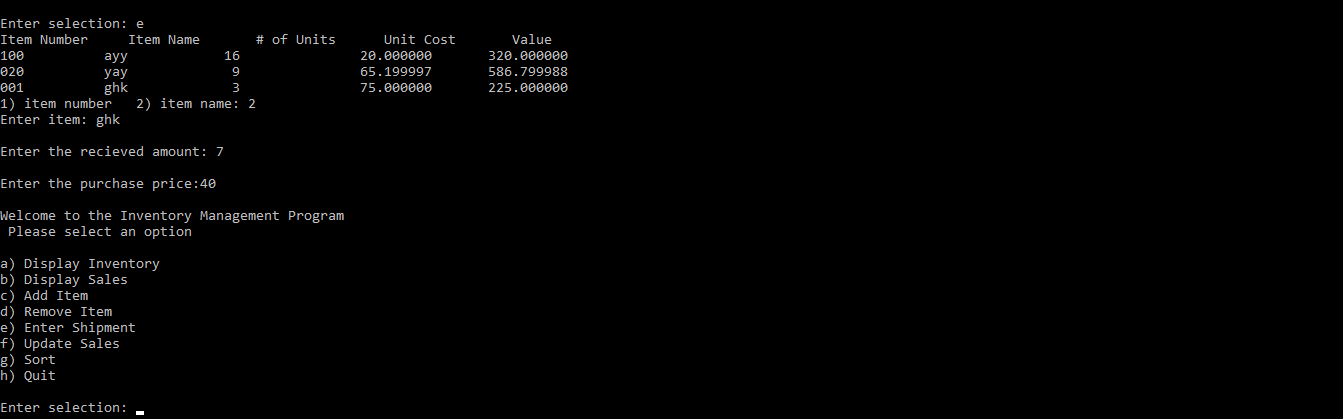 Enter selection: e
Item Number     Item Name       # of Units      Unit Cost       Value
100          ayy            16               20.000000       320.000000
020          yay             9               65.199997       586.799988
001          ghk             3               75.000000       225.000000
1) item number   2) item name: 2
Enter item: ghk
Enter the recieved amount: 7
Enter the purchase price:40
Welcome to the Inventory Management Program
Please select an option
a) Display Inventory
b) Display Sales
c) Add Item
d) Remove Item
e) Enter Shipment
f) Update Sales
g) Sort
h) Quit
Enter selection: